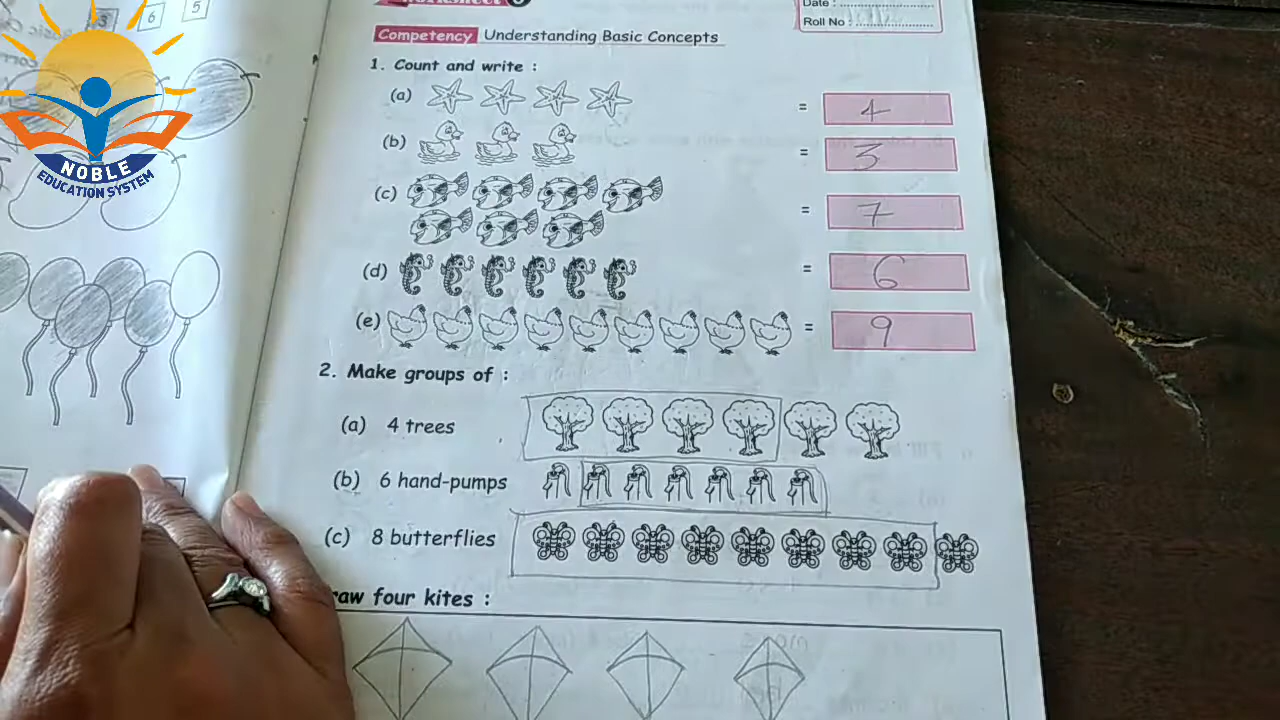 3 6 5
NOBLE
EDUCATION SYSTEM
Date :
Roll No :
Competency Understanding Basic Concepts
1. Count and write :
(a) = 4
(b) = 3
(c) = 7
(d) = 6
(e) = 9
2. Make groups of :
(a) 4 trees
(b) 6 hand-pumps
(c) 8 butterflies
raw four kites :